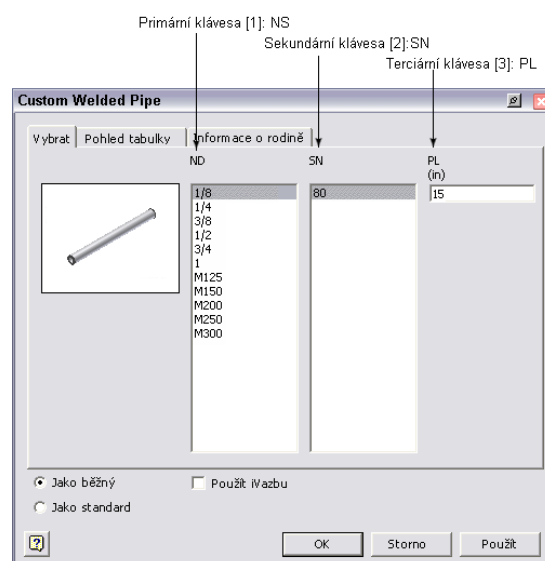 Primární klávesa [1]: NS
Sekundární klávesa [2]:SN
Terciární klávesa [3]: PL
Custom Welded Pipe
Vybrat
Pohled tabulky
Informace o rodině
ND
SN
PL
(in)
1/8
1/4
3/8
1/2
3/4
1
M125
M150
M200
M250
M300
80
15
Jako běžný
Použít iVazbu
Jako standard
?
OK
Storno
Použít